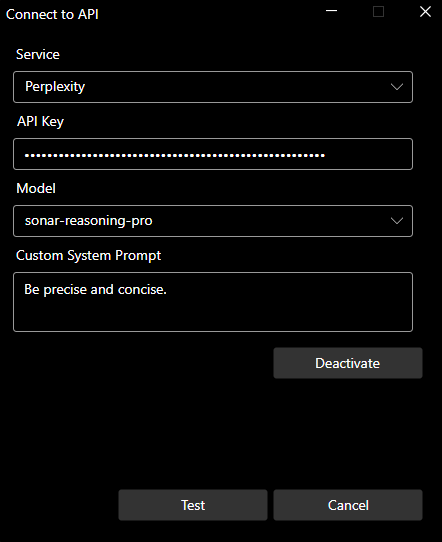 Connect to API
Service
Perplexity
API Key
••••••••••••••••••••••••••••••••••••••••••••••••••••
Model
sonar-reasoning-pro
Custom System Prompt
Be precise and concise.
Deactivate
Test Cancel